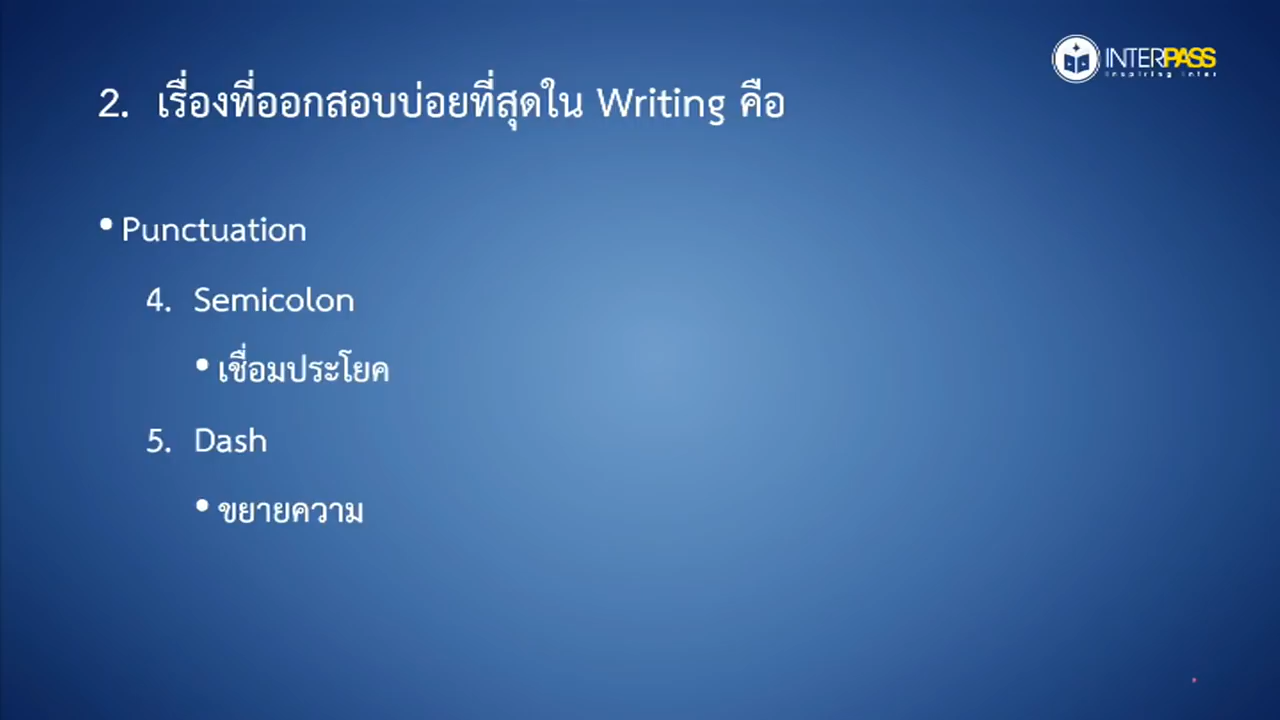 INTERPASS
Inspiring Inter
2. เรื่องที่ออกสอบบ่อยที่สุดใน Writing คือ
• Punctuation
4. Semicolon
• เชื่อมประโยค
5. Dash
• ขยายความ